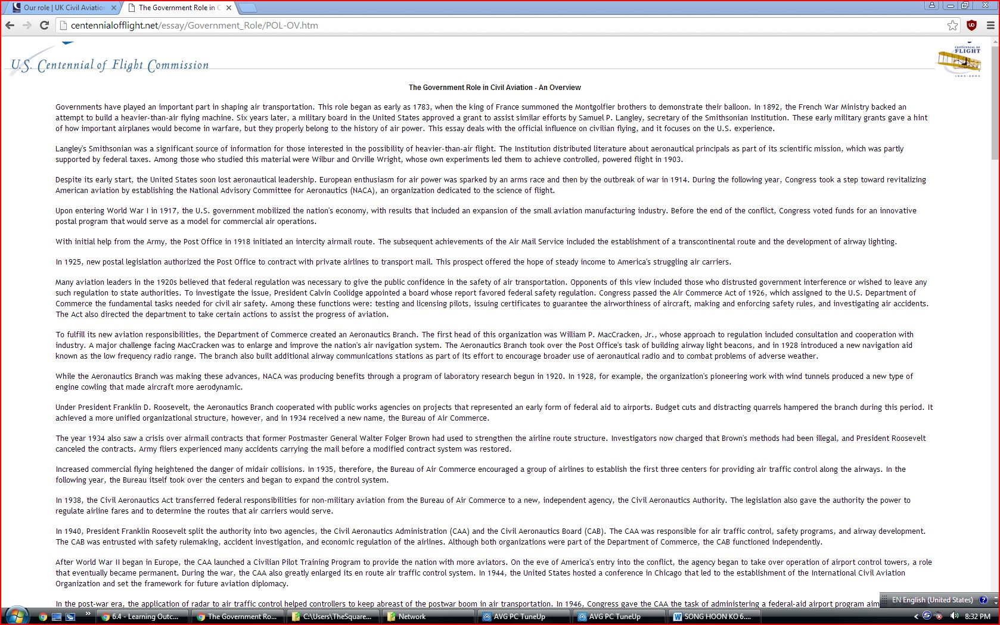 Our role | UK Civil Aviation
The Government Role in C
centennialofflight.net/essay/Government_Role/POL-OV.htm
U.S. Centennial of Flight Commission
CENTENNIAL OF
FLIGHT
1903-2003
The Government Role in Civil Aviation - An Overview
Governments have played an important part in shaping air transportation. This role began as early as 1783, when the king of France summoned the Montgolfier brothers to demonstrate their balloon. In 1892, the French War Ministry backed an
attempt to build a heavier-than-air flying machine. Six years later, a military board in the United States approved a grant to assist similar efforts by Samuel P. Langley, secretary of the Smithsonian Institution. These early military grants gave a hint
of how important airplanes would become in warfare, but they properly belong to the history of air power. This essay deals with the official influence on civilian flying, and it focuses on the U.S. experience.
Langley's Smithsonian was a significant source of information for those interested in the possibility of heavier-than-air flight. The Institution distributed literature about aeronautical principals as part of its scientific mission, which was partly
supported by federal taxes. Among those who studied this material were Wilbur and Orville Wright, whose own experiments led them to achieve controlled, powered flight in 1903.
Despite its early start, the United States soon lost aeronautical leadership. European enthusiasm for air power was sparked by an arms race and then by the outbreak of war in 1914. During the following year, Congress took a step toward revitalizing
American aviation by establishing the National Advisory Committee for Aeronautics (NACA), an organization dedicated to the science of flight.
Upon entering World War I in 1917, the U.S. government mobilized the nation's economy, with results that included an expansion of the small aviation manufacturing industry. Before the end of the conflict, Congress voted funds for an innovative
postal program that would serve as a model for commercial air operations.
With initial help from the Army, the Post Office in 1918 initiated an intercity airmail route. The subsequent achievements of the Air Mail Service included the establishment of a transcontinental route and the development of airway lighting.
In 1925, new postal legislation authorized the Post Office to contract with private airlines to transport mail. This prospect offered the hope of steady income to America's struggling air carriers.
Many aviation leaders in the 1920s believed that federal regulation was necessary to give the public confidence in the safety of air transportation. Opponents of this view included those who distrusted government interference or wished to leave any
such regulation to state authorities. To investigate the issue, President Calvin Coolidge appointed a board whose report favored federal safety regulation. Congress passed the Air Commerce Act of 1926, which assigned to the U.S. Department of
Commerce the fundamental tasks needed for civil air safety. Among these functions were: testing and licensing pilots, issuing certificates to guarantee the airworthiness of aircraft, making and enforcing safety rules, and investigating air accidents.
The Act also directed the department to take certain actions to assist the progress of aviation.
To fulfill its new aviation responsibilities, the Department of Commerce created an Aeronautics Branch. The first head of this organization was William P. MacCracken, Jr., whose approach to regulation included consultation and cooperation with
industry. A major challenge facing MacCracken was to enlarge and improve the nation's air navigation system. The Aeronautics Branch took over the Post Office's task of building airway light beacons, and in 1928 introduced a new navigation aid
known as the low frequency radio range. The branch also built additional airway communications stations as part of its effort to encourage broader use of aeronautical radio and to combat problems of adverse weather.
While the Aeronautics Branch was making these advances, NACA was producing benefits through a program of laboratory research begun in 1920. In 1928, for example, the organization's pioneering work with wind tunnels produced a new type of
engine cowling that made aircraft more aerodynamic.
Under President Franklin D. Roosevelt, the Aeronautics Branch cooperated with public works agencies on projects that represented an early form of federal aid to airports. Budget cuts and distracting quarrels hampered the branch during this period. It
achieved a more unified organizational structure, however, and in 1934 received a new name, the Bureau of Air Commerce.
The year 1934 also saw a crisis over airmail contracts that former Postmaster General Walter Folger Brown had used to strengthen the airline route structure. Investigators now charged that Brown's methods had been illegal, and President Roosevelt
canceled the contracts. Army fliers experienced many accidents carrying the mail before a modified contract system was restored.
Increased commercial flying heightened the danger of midair collisions. In 1935, therefore, the Bureau of Air Commerce encouraged a group of airlines to establish the first three centers for providing air traffic control along the airways. In the
following year, the Bureau itself took over the centers and began to expand the control system.
In 1938, the Civil Aeronautics Act transferred federal responsibilities for non-military aviation from the Bureau of Air Commerce to a new, independent agency, the Civil Aeronautics Authority. The legislation also gave the authority the power to
regulate airline fares and to determine the routes that air carriers would serve.
In 1940, President Franklin Roosevelt split the authority into two agencies, the Civil Aeronautics Administration (CAA) and the Civil Aeronautics Board (CAB). The CAA was responsible for air traffic control, safety programs, and airway development.
The CAB was entrusted with safety rulemaking, accident investigation, and economic regulation of the airlines. Although both organizations were part of the Department of Commerce, the CAB functioned independently.
After World War II began in Europe, the CAA launched a Civilian Pilot Training Program to provide the nation with more aviators. On the eve of America's entry into the conflict, the agency began to take over operation of airport control towers, a role
that eventually became permanent. During the war, the CAA also greatly enlarged its en route air traffic control system. In 1944, the United States hosted a conference in Chicago that led to the establishment of the International Civil Aviation
Organization and set the framework for future aviation diplomacy.
In the post-war era, the application of radar to air traffic control helped controllers to keep abreast of the postwar boom in air transportation. In 1946, Congress gave the CAA the task of administering a federal-aid airport program aim
EN English (United States)
6.4 - Learning Outc...
The Government Ro...
C:\Users\TheSquare...
Network
AVG PC TuneUp
AVG PC TuneUp
SONG HOON KO 6....
8:32 PM